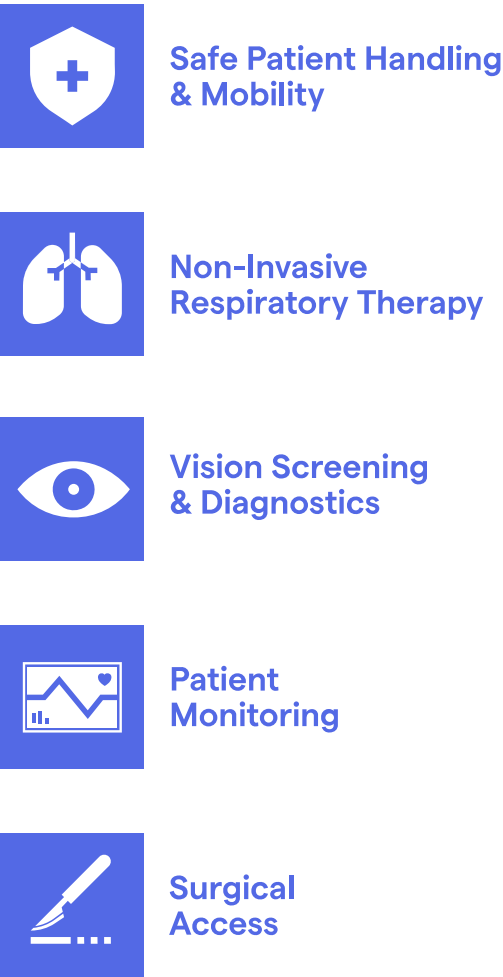 Safe Patient Handling
& Mobility
Non-Invasive
Respiratory Therapy
Vision Screening
& Diagnostics
Patient
Monitoring
Surgical
Access